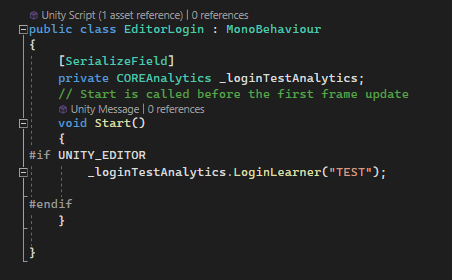 Unity Script (1 asset reference) | 0 references
public class EditorLogin : MonoBehaviour
{
[SerializeField]
private COREAnalytics _loginTestAnalytics;
// Start is called before the first frame update
Unity Message | 0 references
void Start()
{
#if UNITY_EDITOR
_loginTestAnalytics.LoginLearner("TEST");
#endif
}
}